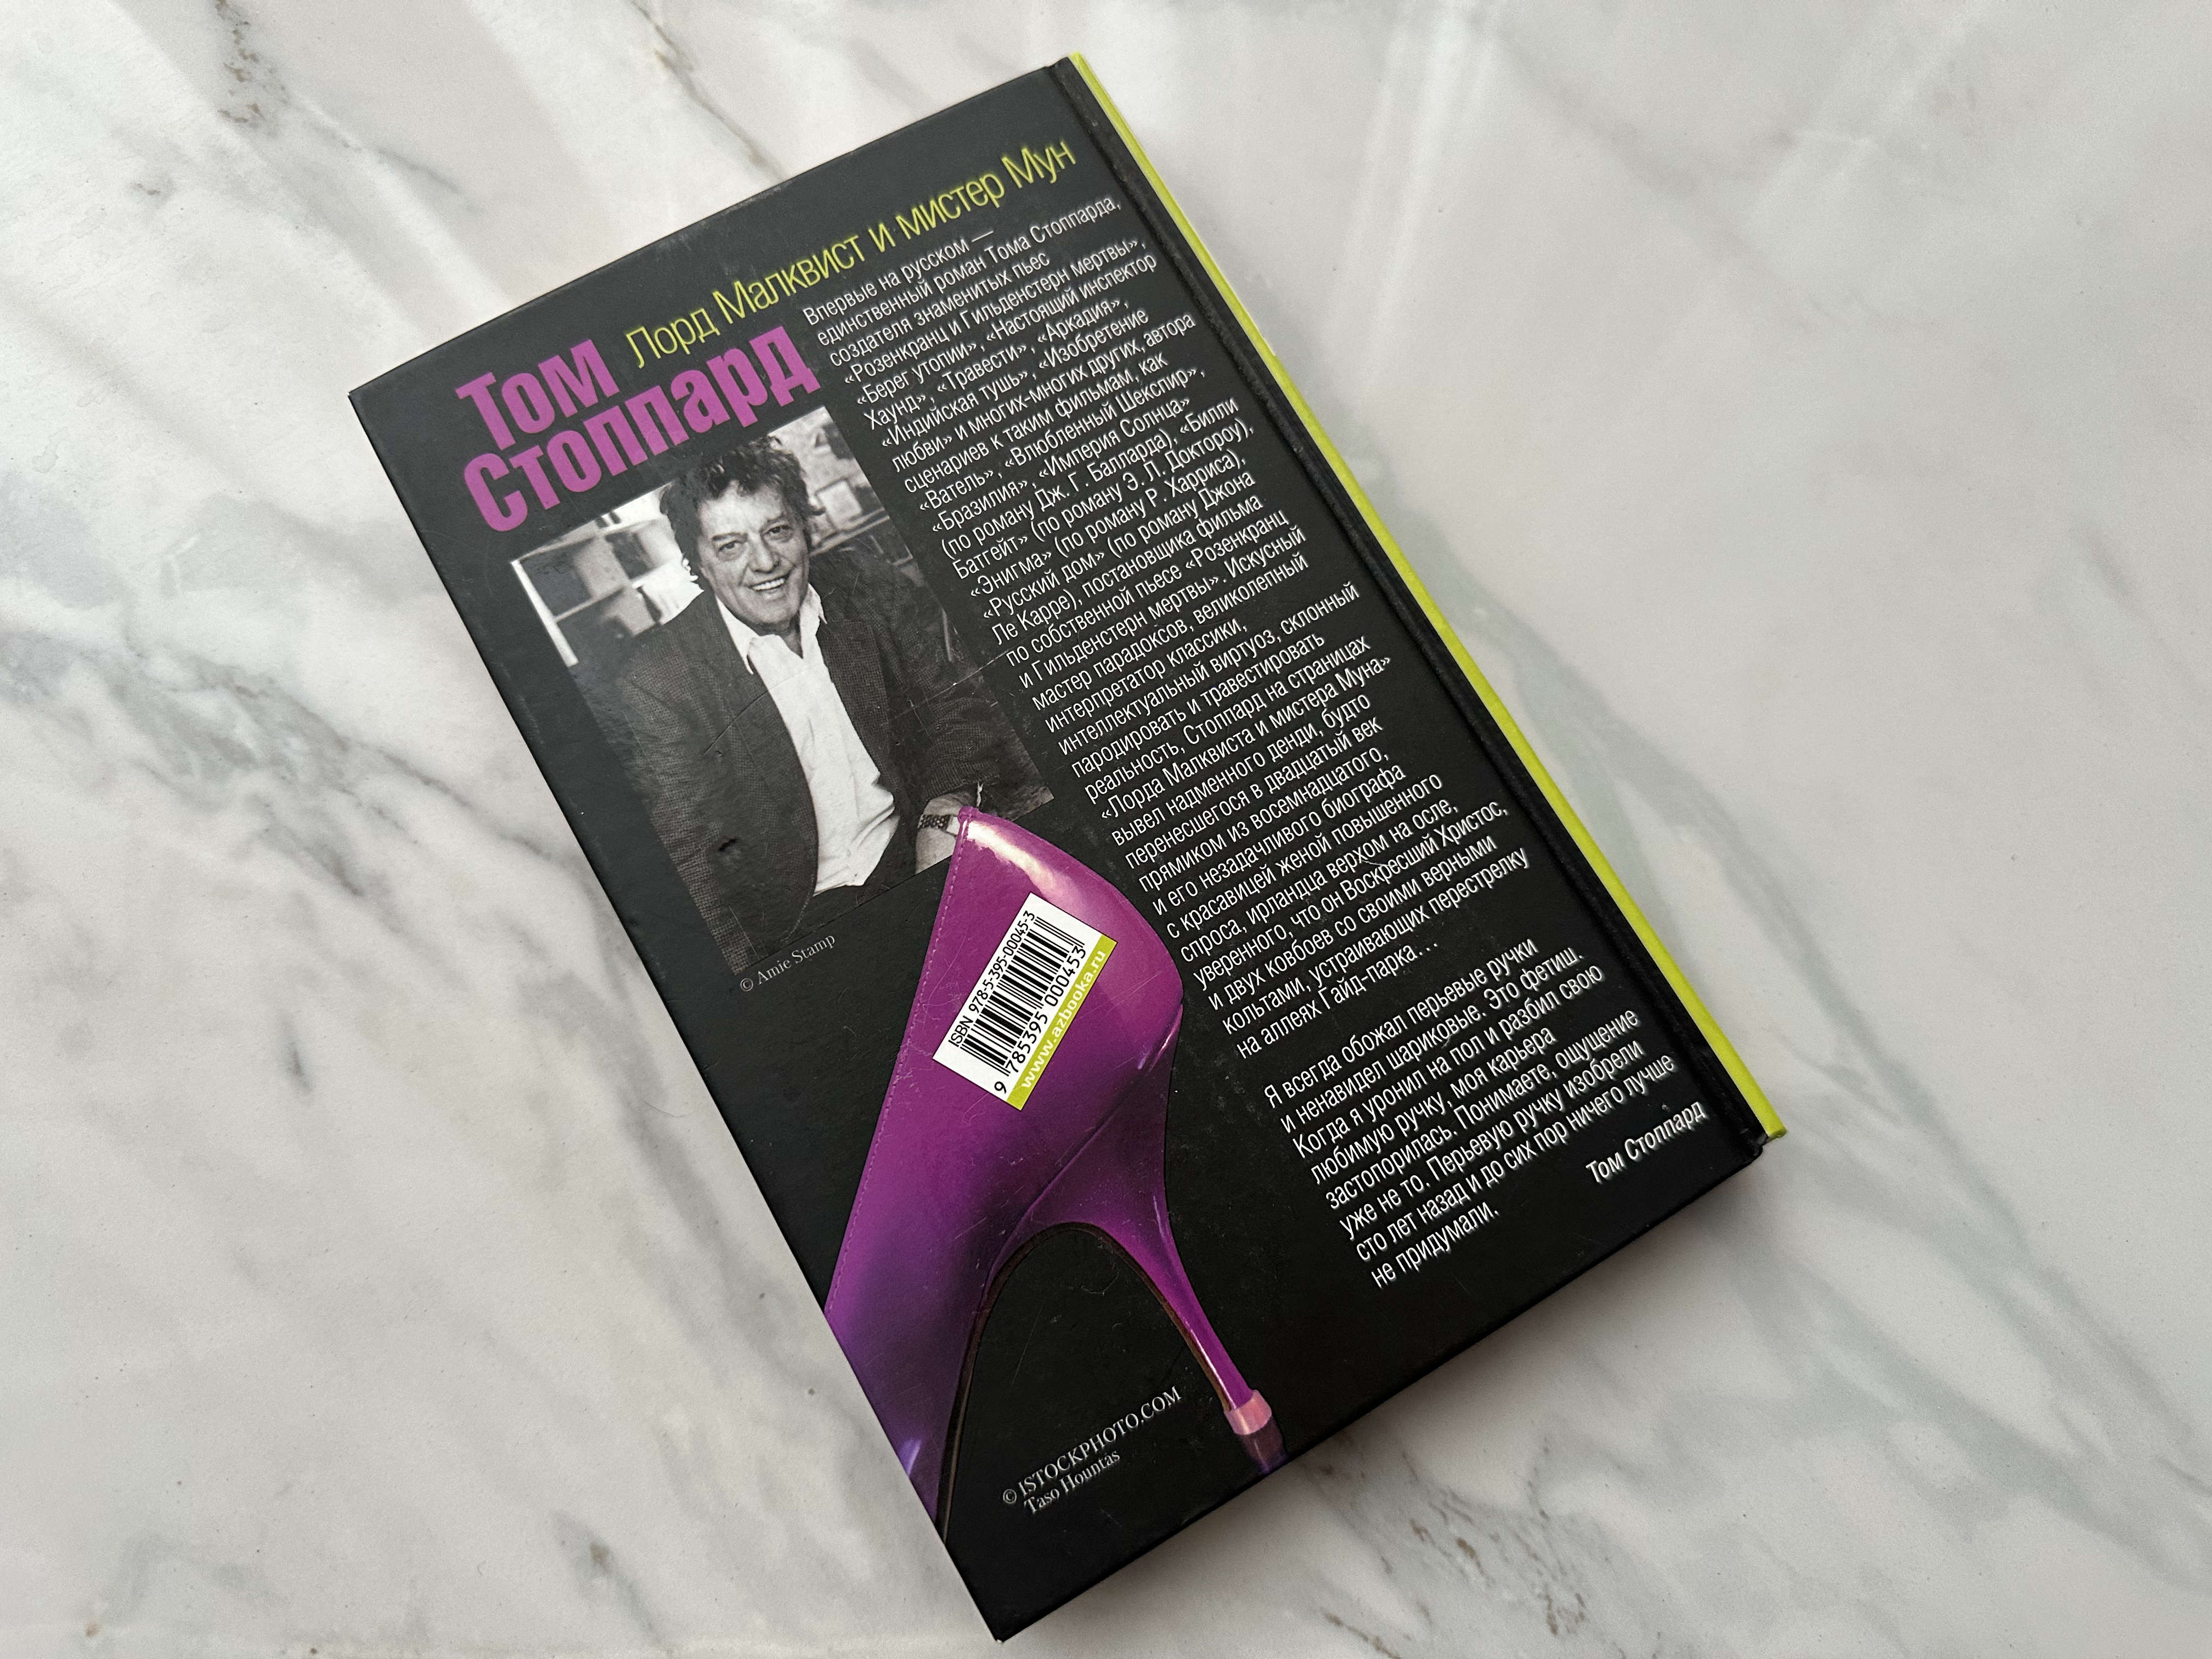 Том
Стоппард
Лорд Малквист и мистер Мун
Впервые на русском —
единственный роман Тома Стоппарда,
создателя знаменитых пьес
«Розенкранц и Гильденстерн мертвы»,
«Берег утопии», «Настоящий инспектор
Хаунд», «Травести», «Аркадия»,
«Индийская тушь», «Изобретение
любви» и многих-многих других, автора
сценариев к таким фильмам, как
«Ватель», «Влюбленный Шекспир»,
«Бразилия», «Империя Солнца»
(по роману Дж. Г. Балларда), «Билли
Батгейт» (по роману Э. Л. Доктороу),
«Энигма» (по роману Р. Харриса),
«Русский дом» (по роману Джона
Ле Карре), постановщика фильма
по собственной пьесе «Розенкранц
и Гильденстерн мертвы». Искусный
мастер парадоксов, великолепный
интерпретатор классики,
интеллектуальный виртуоз, склонный
пародировать и травестировать
реальность, Стоппард на страницах
«Лорда Малквиста и мистера Муна»
вывел надменного денди, будто
перенесшегося в двадцатый век
прямиком из восемнадцатого,
и его незадачливого биографа
с красавицей женой повышенного
спроса, ирландца верхом на осле,
уверенного, что он Воскресший Христос,
и двух ковбоев со своими верными
кольтами, устраивающих перестрелку
на аллеях Гайд-парка...
Я всегда обожал перьевые ручки
и ненавидел шариковые. Это фетиш.
Когда я уронил на пол и разбил свою
любимую ручку, моя карьера
застопорилась. Понимаете, ощущение
уже не то. Перьевую ручку изобрели
сто лет назад и до сих пор ничего лучше
не придумали.
Том Стоппард
© Amie Stamp
ISBN 978-5-395-00045-3
9 785395 000453
www.azbooka.ru
© ISTOCKPHOTO.COM
Taso Hountas